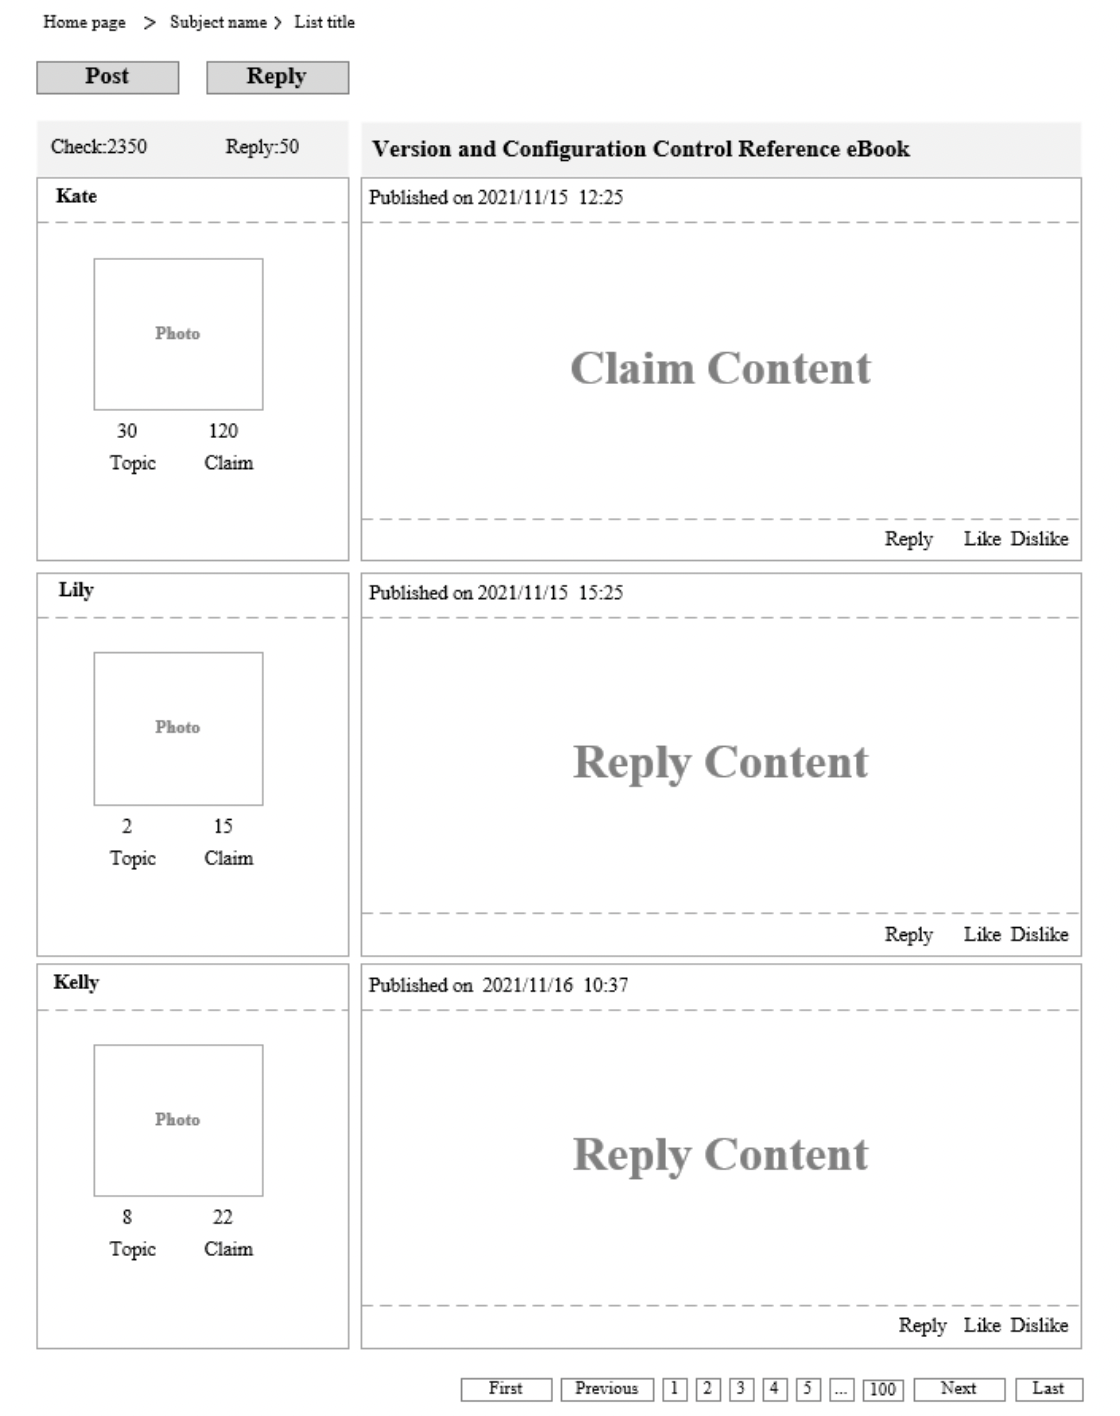 Home page > Subject name > List title
Post Reply
Check:2350 Reply:50 Version and Configuration Control Reference eBook
Kate Published on 2021/11/15 12:25
Photo
Claim Content
30 120
Topic Claim
Reply Like Dislike
Lily Published on 2021/11/15 15:25
Photo
Reply Content
2 15
Topic Claim
Reply Like Dislike
Kelly Published on 2021/11/16 10:37
Photo
Reply Content
8 22
Topic Claim
Reply Like Dislike
First Previous 1 2 3 4 5 ... 100 Next Last